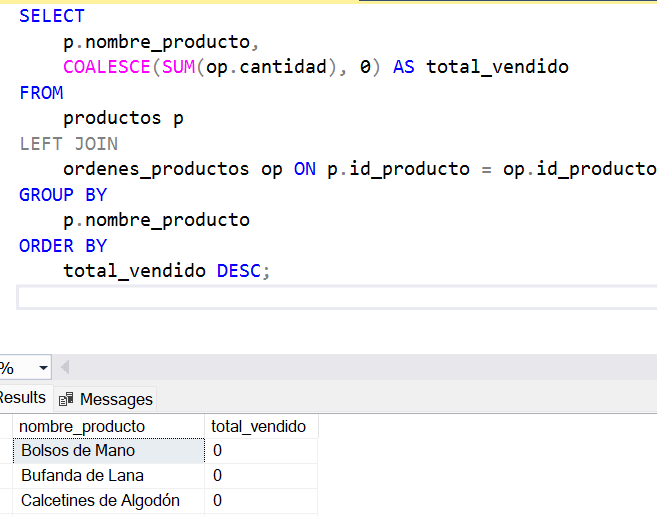 SELECT
p.nombre_producto,
COALESCE(SUM(op.cantidad), 0) AS total_vendido
FROM
productos p
LEFT JOIN
ordenes_productos op ON p.id_producto = op.id_producto
GROUP BY
p.nombre_producto
ORDER BY
total_vendido DESC;
%
Results Messages
nombre_producto total_vendido
Bolsos de Mano 0
Bufanda de Lana 0
Calcetines de Algodón 0